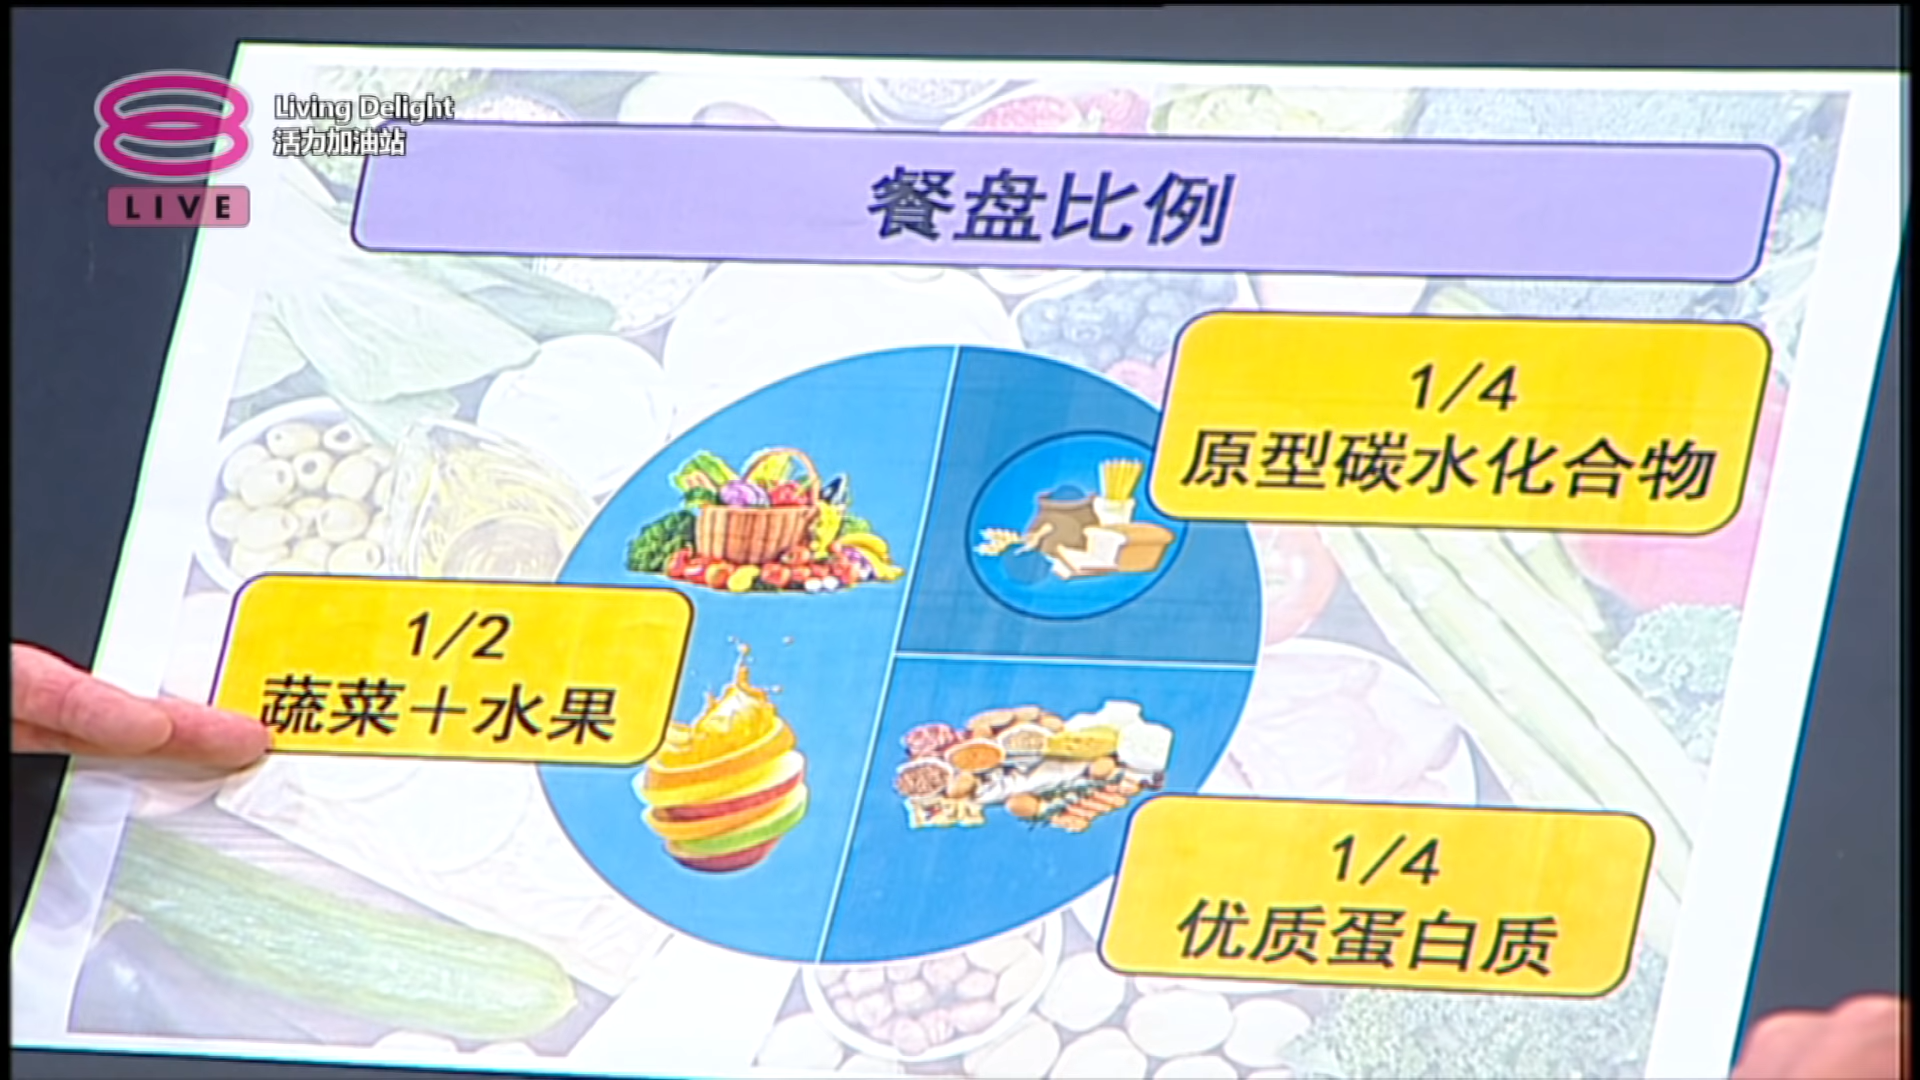 Living Delight
活力加油站
LIVE
餐盘比例
1/4
原型碳水化合物
1/2
蔬菜+水果
1/4
优质蛋白质